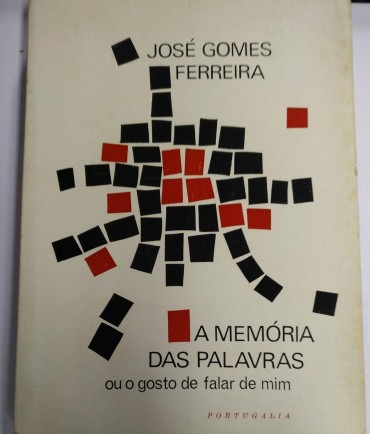 JOSÉ GOMES
FERREIRA
A MEMÓRIA
DAS PALAVRAS
ou o gosto de falar de mim
PORTUGALIA